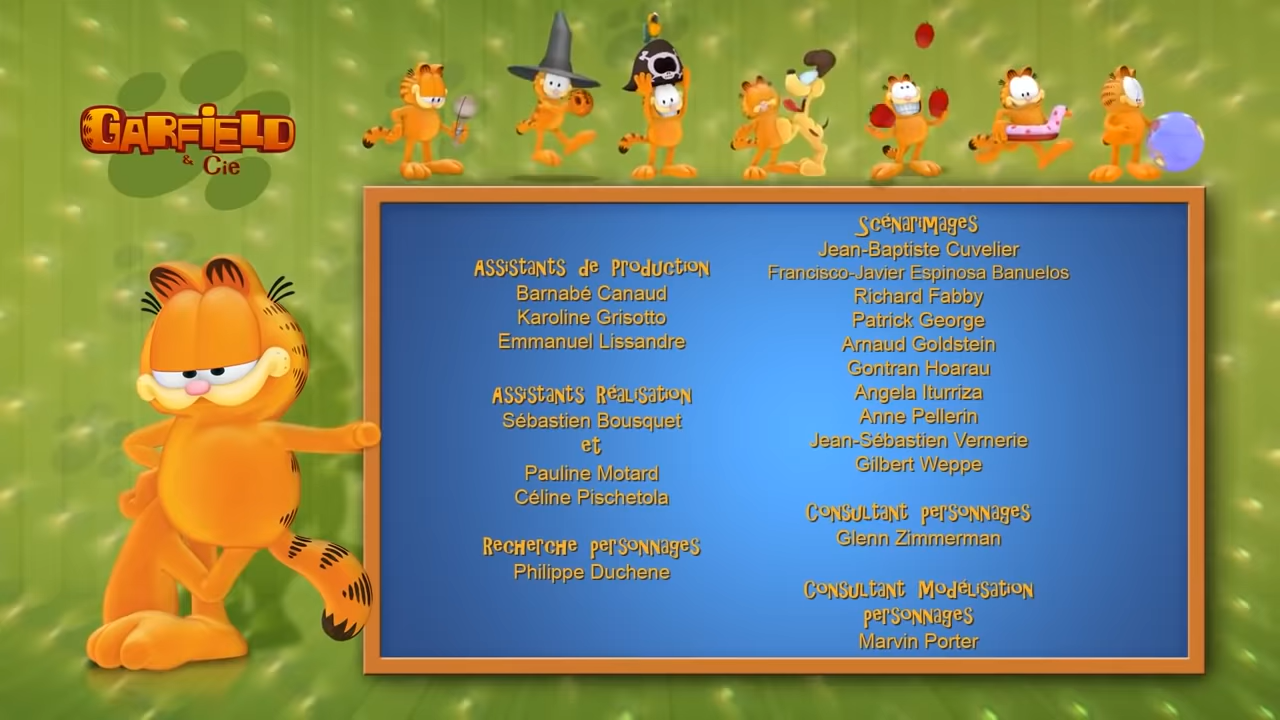 GARFIELD
& Cie
Assistants de Production
Barnabé Canaud
Karoline Grisotto
Emmanuel Lissandre
Assistants Réalisation
Sébastien Bousquet
et
Pauline Motard
Céline Pischetola
Recherche personnages
Philippe Duchene
Scénarimages
Jean-Baptiste Cuvelier
Francisco-Javier Espinosa Banuelos
Richard Fabby
Patrick George
Arnaud Goldstein
Gontran Hoarau
Angela Iturriza
Anne Pellerin
Jean-Sébastien Vernerie
Gilbert Weppe
Consultant personnages
Glenn Zimmerman
Consultant Modélisation
personnages
Marvin Porter